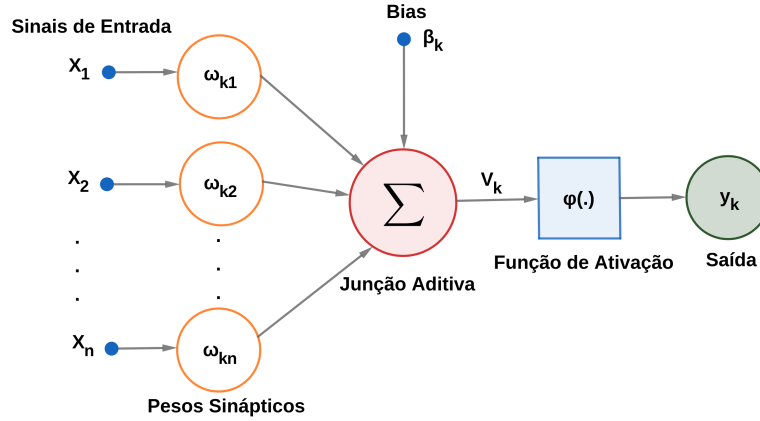 Bias
Sinais de Entrada
βk
X1
ωk1
X2
ωk2
Σ
Vk
φ(.)
yk
.
.
.
.
.
.
Função de Ativação
Saída
Junção Aditiva
Xn
ωkn
Pesos Sinápticos